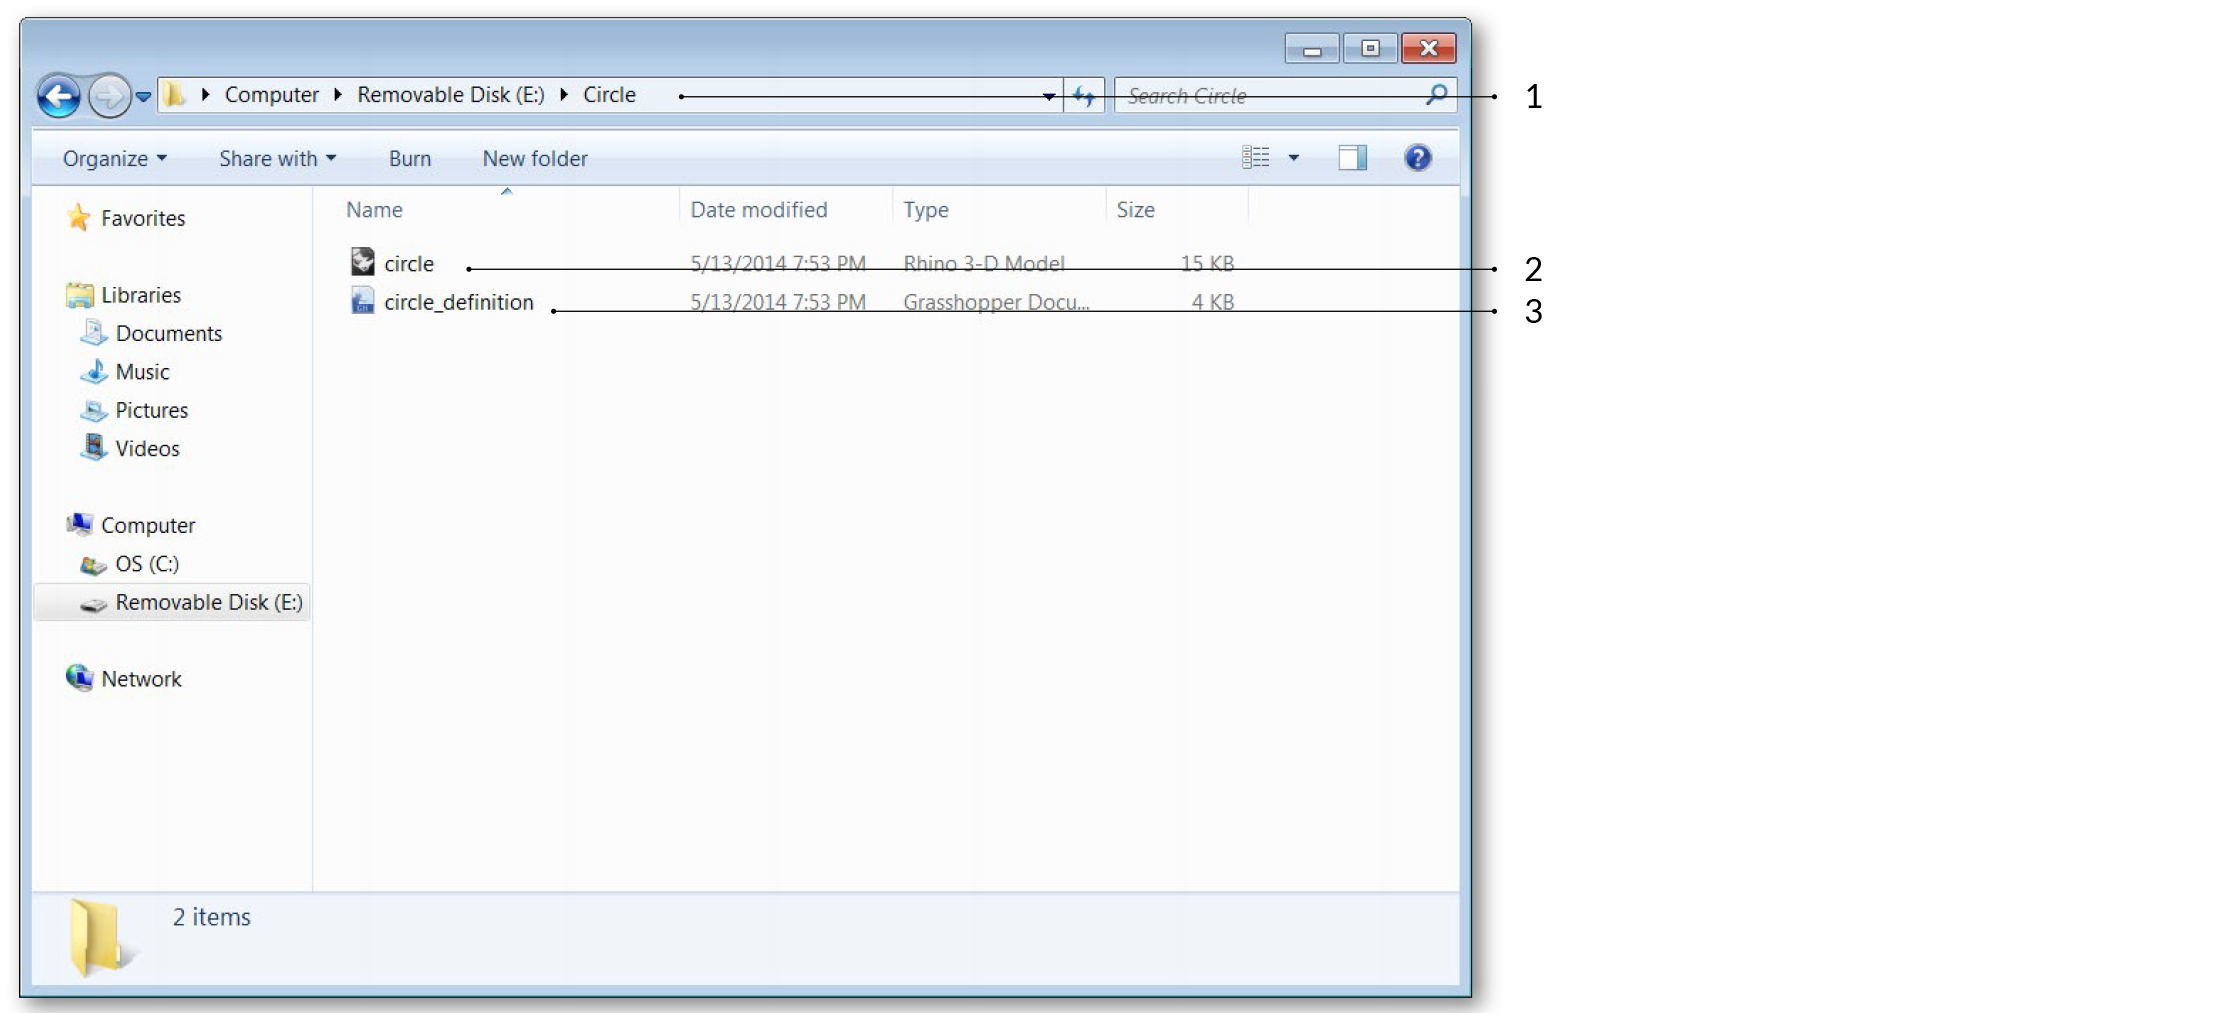 Computer Removable Disk (E:) Circle Search Circle 1
Organize Share with Burn New folder
Favorites
Libraries
Documents
Music
Pictures
Videos
Computer
OS (C:)
Removable Disk (E:)
Network
Name Date modified Type Size
circle 5/13/2014 7:53 PM Rhino 3-D Model 15 KB 2
circle_definition 5/13/2014 7:53 PM Grasshopper Docu... 4 KB 3
2 items